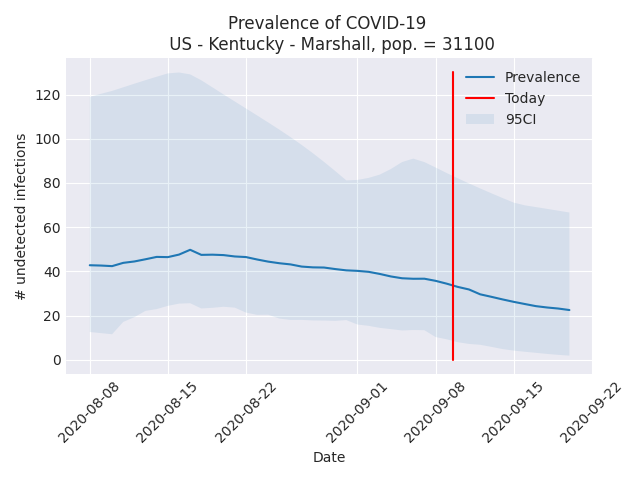 Prevalence of COVID-19
US - Kentucky - Marshall, pop. = 31100
Prevalence
Today
95CI
# undetected infections
120
100
80
60
40
20
0
2020-08-08
2020-08-15
2020-08-22
2020-09-01
2020-09-08
2020-09-15
2020-09-22
Date